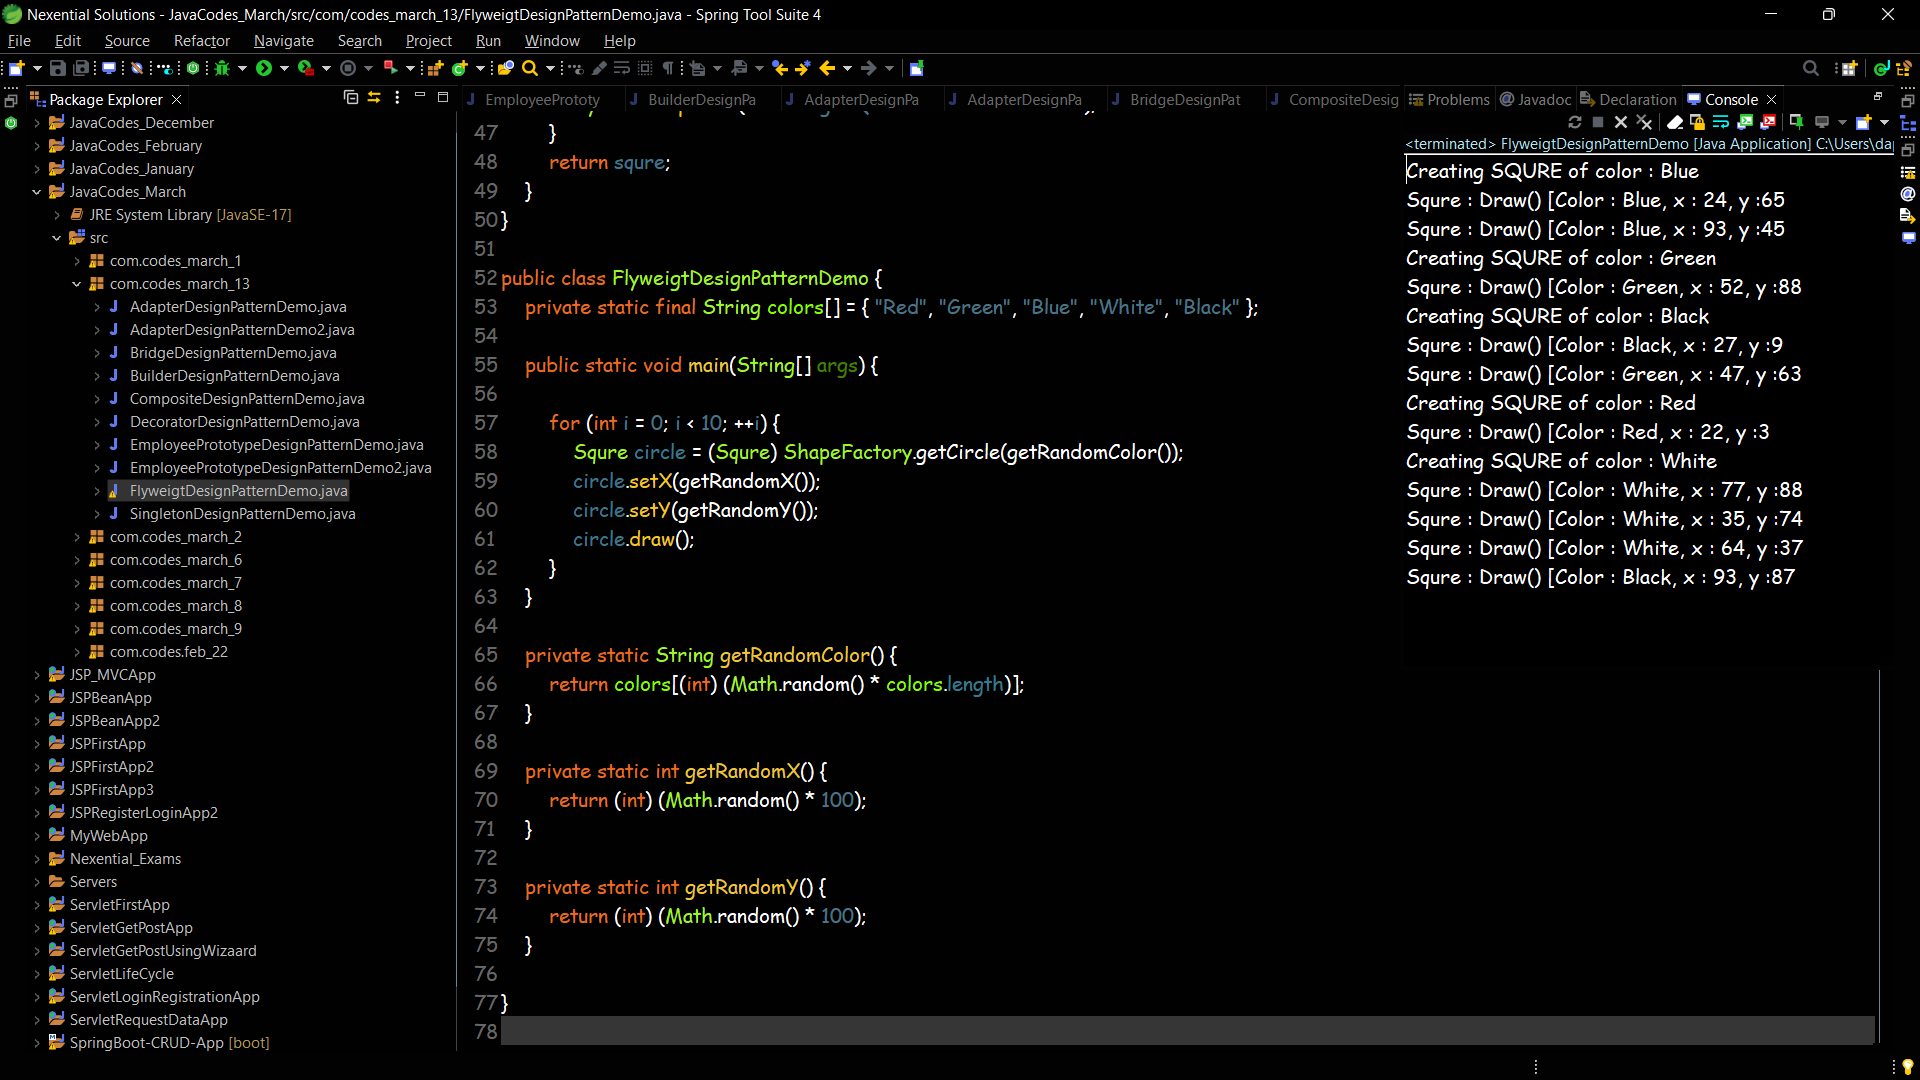 Nexential Solutions - JavaCodes_March/src/com/codes_march_13/FlyweigtDesignPatternDemo.java - Spring Tool Suite 4
File Edit Source Refactor Navigate Search Project Run Window Help
Package Explorer
JavaCodes_December
JavaCodes_February
JavaCodes_January
JavaCodes_March
JRE System Library [JavaSE-17]
src
com.codes_march_1
com.codes_march_13
AdapterDesignPatternDemo.java
AdapterDesignPatternDemo2.java
BridgeDesignPatternDemo.java
BuilderDesignPatternDemo.java
CompositeDesignPatternDemo.java
DecoratorDesignPatternDemo.java
EmployeePrototypeDesignPatternDemo.java
EmployeePrototypeDesignPatternDemo2.java
FlyweigtDesignPatternDemo.java
SingletonDesignPatternDemo.java
com.codes_march_2
com.codes_march_6
com.codes_march_7
com.codes_march_8
com.codes_march_9
com.codes.feb_22
JSP_MVCApp
JSPBeanApp
JSPBeanApp2
JSPFirstApp
JSPFirstApp2
JSPFirstApp3
JSPRegisterLoginApp2
MyWebApp
Nexential_Exams
Servers
ServletFirstApp
ServletGetPostApp
ServletGetPostUsingWizaard
ServletLifeCycle
ServletLoginRegistrationApp
ServletRequestDataApp
SpringBoot-CRUD-App [boot]
EmployeePrototy BuilderDesignPa AdapterDesignPa AdapterDesignPa BridgeDesignPat CompositeDesig
47 }
48 return squre;
49 }
50 }
51
52 public class FlyweigtDesignPatternDemo {
53 private static final String colors[] = { "Red", "Green", "Blue", "White", "Black" };
54
55 public static void main(String[] args) {
56
57 for (int i = 0; i < 10; ++i) {
58 Squre circle = (Squre) ShapeFactory.getCircle(getRandomColor());
59 circle.setX(getRandomX());
60 circle.setY(getRandomY());
61 circle.draw();
62 }
63 }
64
65 private static String getRandomColor() {
66 return colors[(int) (Math.random() * colors.length)];
67 }
68
69 private static int getRandomX() {
70 return (int) (Math.random() * 100);
71 }
72
73 private static int getRandomY() {
74 return (int) (Math.random() * 100);
75 }
76
77 }
78
Problems Javadoc Declaration Console
<terminated> FlyweigtDesignPatternDemo [Java Application] C:\Users\da
Creating SQURE of color : Blue
Squre : Draw() [Color : Blue, x : 24, y :65
Squre : Draw() [Color : Blue, x : 93, y :45
Creating SQURE of color : Green
Squre : Draw() [Color : Green, x : 52, y :88
Creating SQURE of color : Black
Squre : Draw() [Color : Black, x : 27, y :9
Squre : Draw() [Color : Green, x : 47, y :63
Creating SQURE of color : Red
Squre : Draw() [Color : Red, x : 22, y :3
Creating SQURE of color : White
Squre : Draw() [Color : White, x : 77, y :88
Squre : Draw() [Color : White, x : 35, y :74
Squre : Draw() [Color : White, x : 64, y :37
Squre : Draw() [Color : Black, x : 93, y :87